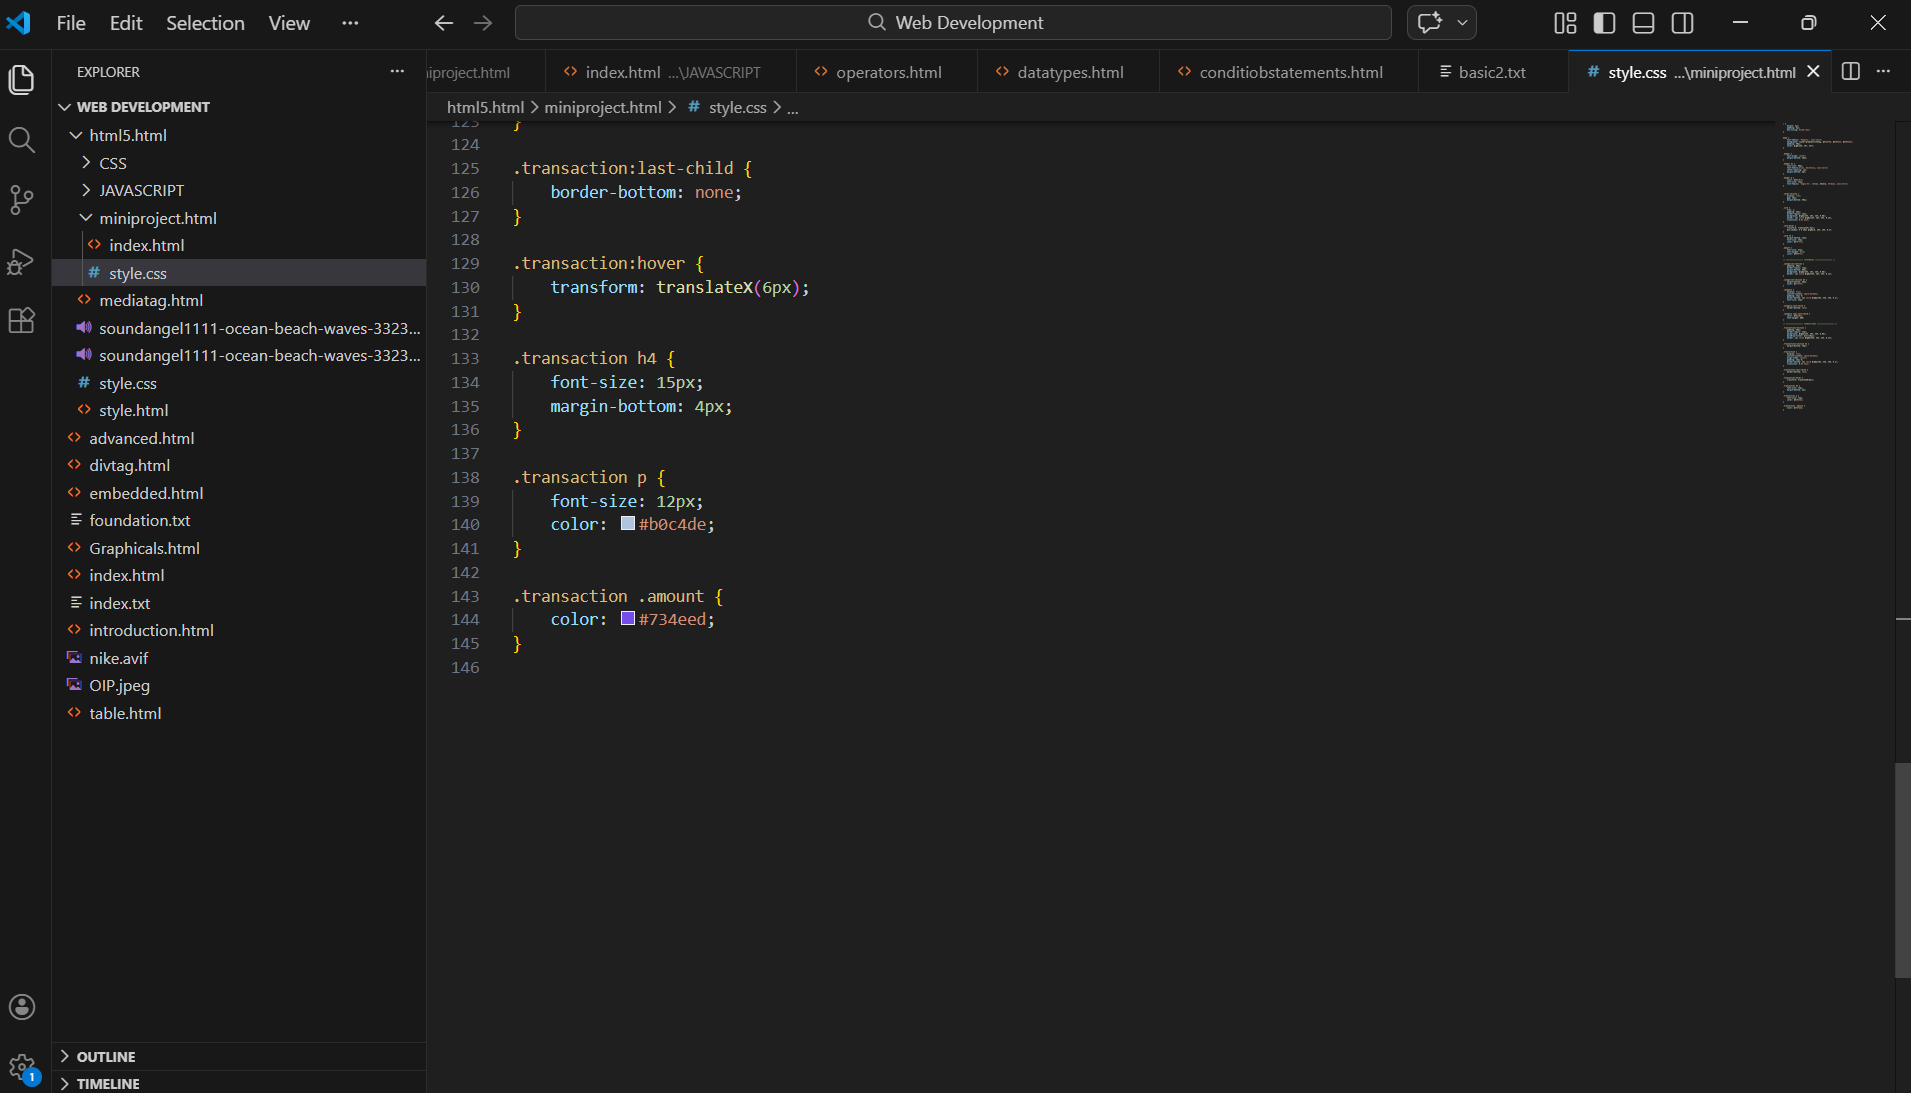 File Edit Selection View ··· Web Development
EXPLORER ···
WEB DEVELOPMENT
html5.html
CSS
JAVASCRIPT
miniproject.html
index.html
style.css
mediatag.html
soundangel1111-ocean-beach-waves-3323...
soundangel1111-ocean-beach-waves-3323...
style.css
style.html
advanced.html
divtag.html
embedded.html
foundation.txt
Graphicals.html
index.html
index.txt
introduction.html
nike.avif
OIP.jpeg
table.html
OUTLINE
TIMELINE
1
iproject.html index.html ...\JAVASCRIPT operators.html datatypes.html conditiobstatements.html basic2.txt # style.css ...\miniproject.html
html5.html > miniproject.html > # style.css > ...
123 }
124
125 .transaction:last-child {
126     border-bottom: none;
127 }
128
129 .transaction:hover {
130     transform: translateX(6px);
131 }
132
133 .transaction h4 {
134     font-size: 15px;
135     margin-bottom: 4px;
136 }
137
138 .transaction p {
139     font-size: 12px;
140     color: #b0c4de;
141 }
142
143 .transaction .amount {
144     color: #734eed;
145 }
146